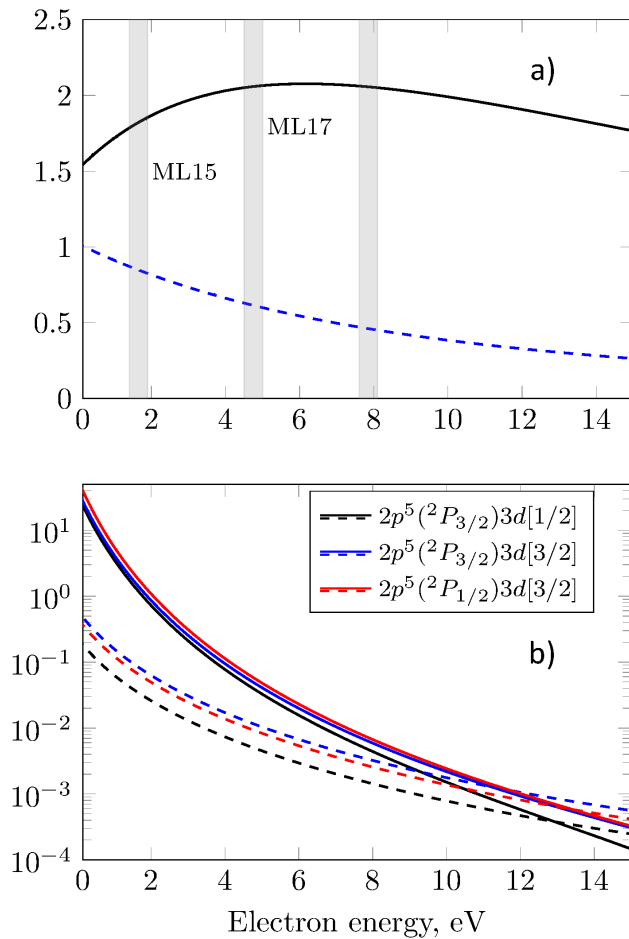 2.5
a)
2
ML17
1.5
ML15
1
0.5
0
0 2 4 6 8 10 12 14
2p⁵(²P₃/₂)3d[1/2]
10¹
2p⁵(²P₃/₂)3d[3/2]
2p⁵(²P₁/₂)3d[3/2]
10⁰
10⁻¹
b)
10⁻²
10⁻³
10⁻⁴
0 2 4 6 8 10 12 14
Electron energy, eV